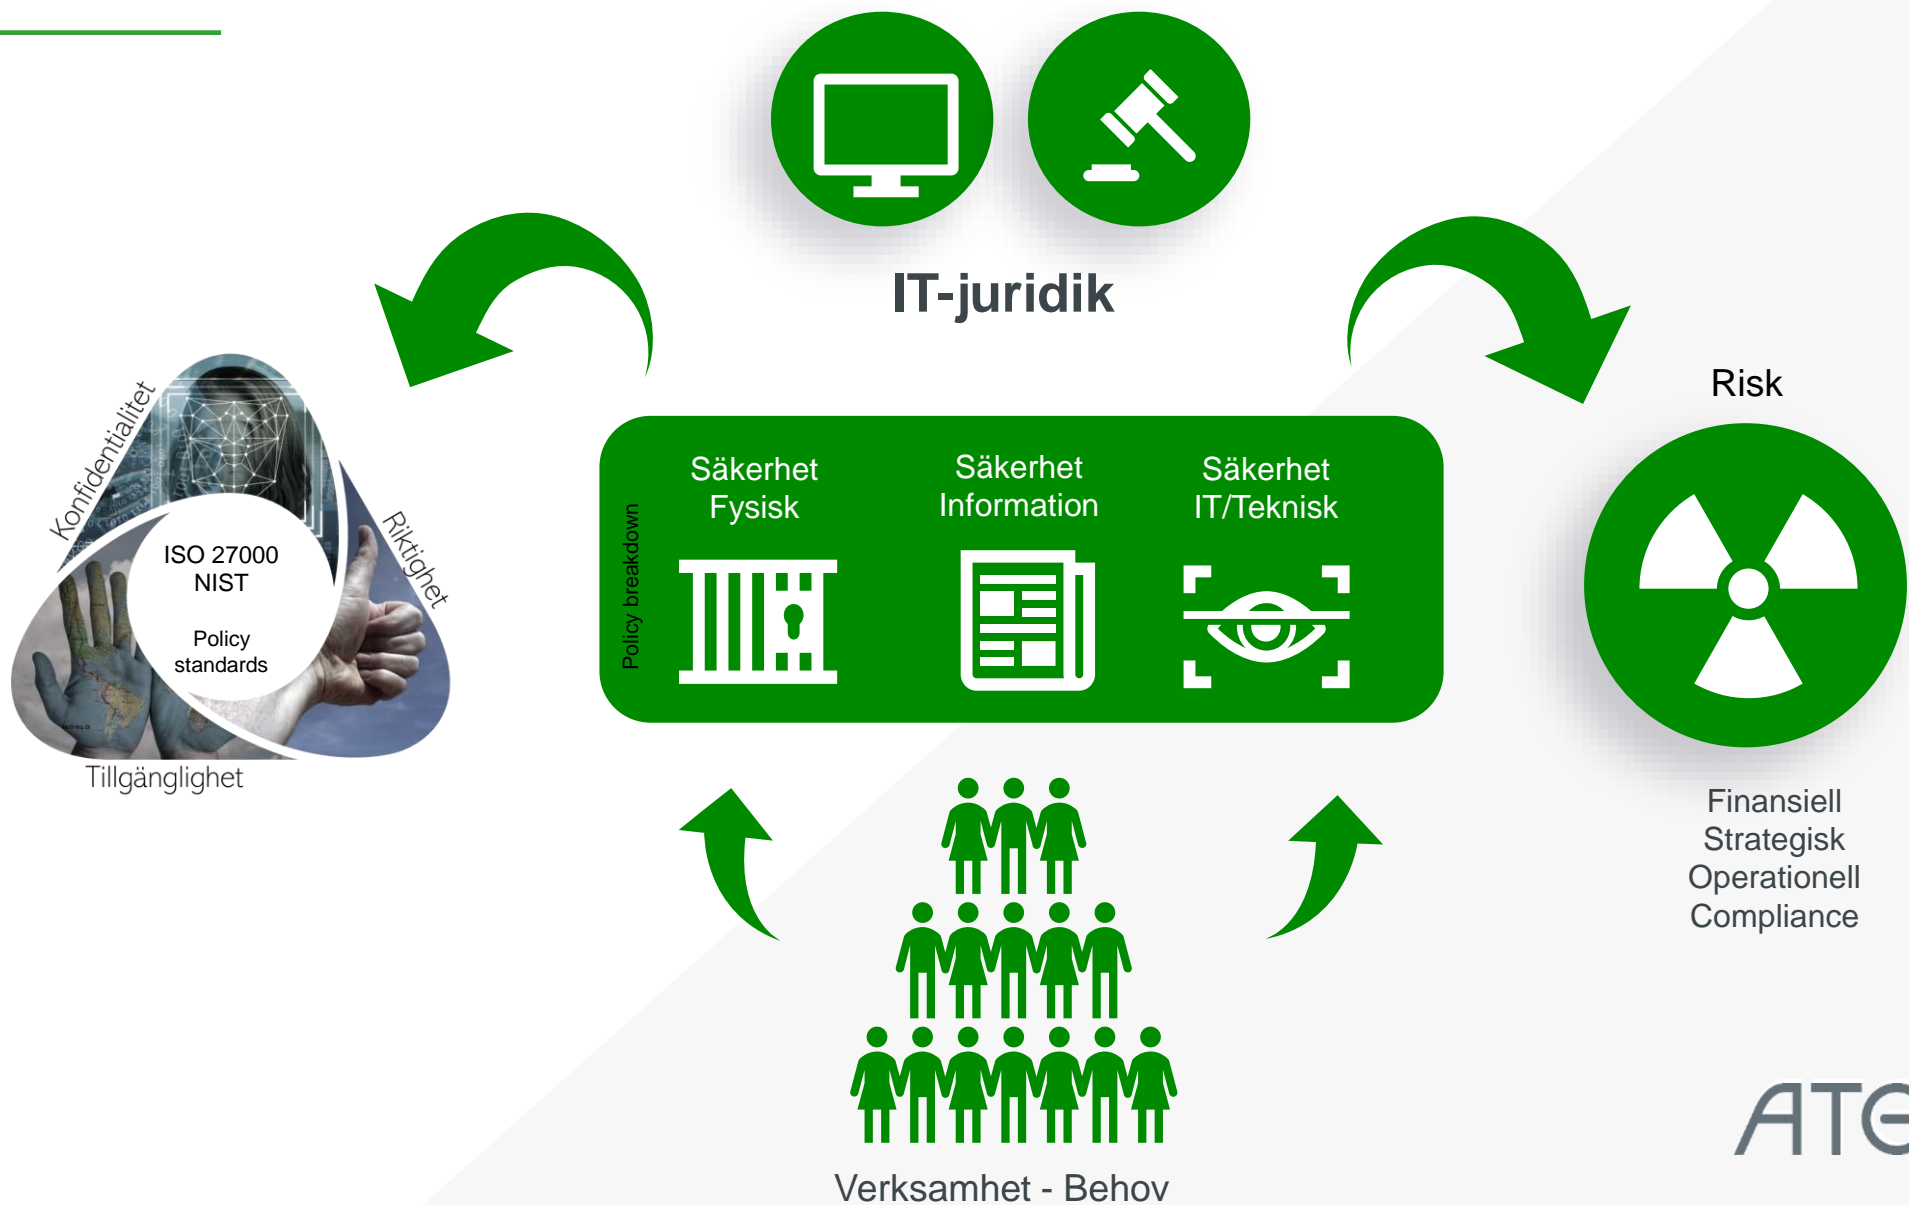 IT-juridik
Konfidentialitet
Riktighet
Tillgänglighet
ISO 27000
NIST
Policy
standards
WORLD
Policy breakdown
Säkerhet
Fysisk
Säkerhet
Information
Säkerhet
IT/Teknisk
Risk
Finansiell
Strategisk
Operationell
Compliance
Verksamhet - Behov